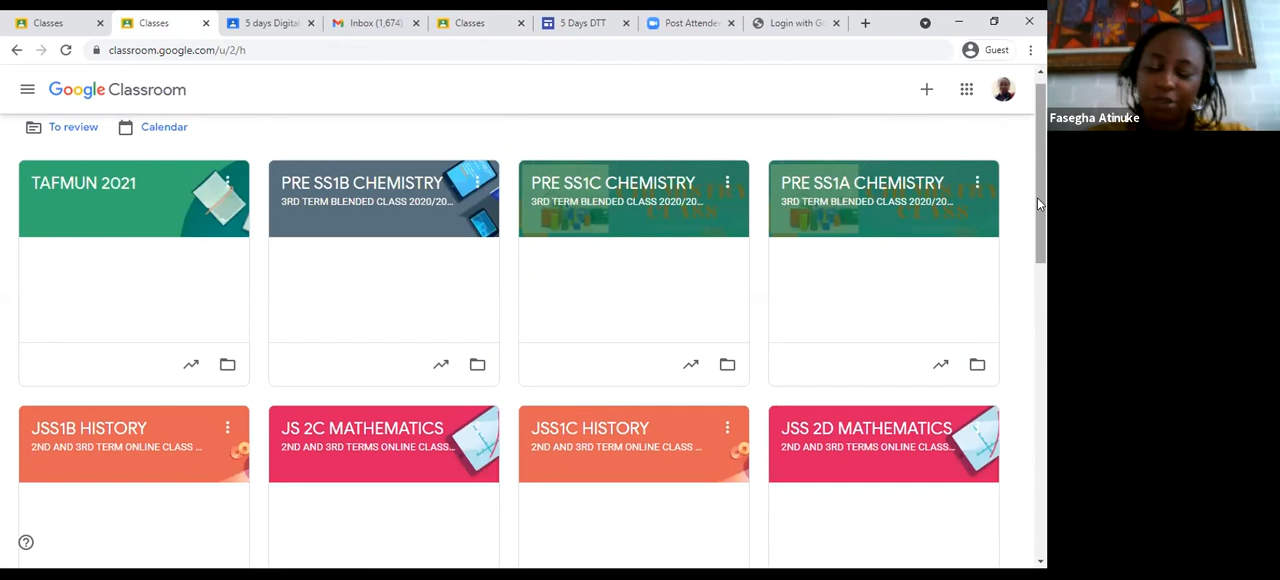 Classes
Classes
5 days Digital
Inbox (1,674)
Classes
5 Days DTT
Post Attende
Login with Go
classroom.google.com/u/2/h
Guest
Google Classroom
Fasegha Atinuke
To review
Calendar
TAFMUN 2021
PRE SS1B CHEMISTRY
3RD TERM BLENDED CLASS 2020/20...
PRE SS1C CHEMISTRY
3RD TERM BLENDED CLASS 2020/20...
PRE SS1A CHEMISTRY
3RD TERM BLENDED CLASS 2020/20...
JSS1B HISTORY
2ND AND 3RD TERM ONLINE CLASS ...
JS 2C MATHEMATICS
2ND AND 3RD TERMS ONLINE CLASS...
JSS1C HISTORY
2ND AND 3RD TERM ONLINE CLASS ...
JSS 2D MATHEMATICS
2ND AND 3RD TERMS ONLINE CLASS...